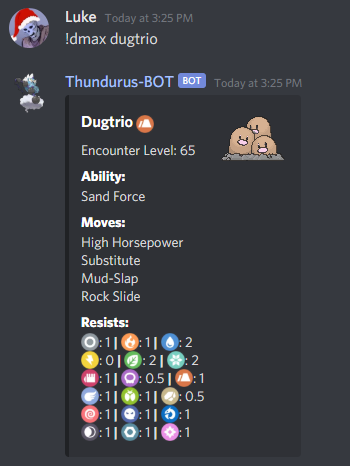 Luke Today at 3:25 PM
!dmax dugtrio
Thundurus-BOT BOT Today at 3:25 PM
Dugtrio
Encounter Level: 65
Ability:
Sand Force
Moves:
High Horsepower
Substitute
Mud-Slap
Rock Slide
Resists:
: 1 | : 1 | : 2
: 0 | : 2 | : 2
: 1 | : 0.5 | : 1
: 1 | : 1 | : 0.5
: 1 | : 1 | : 1
: 1 | : 1 | : 1